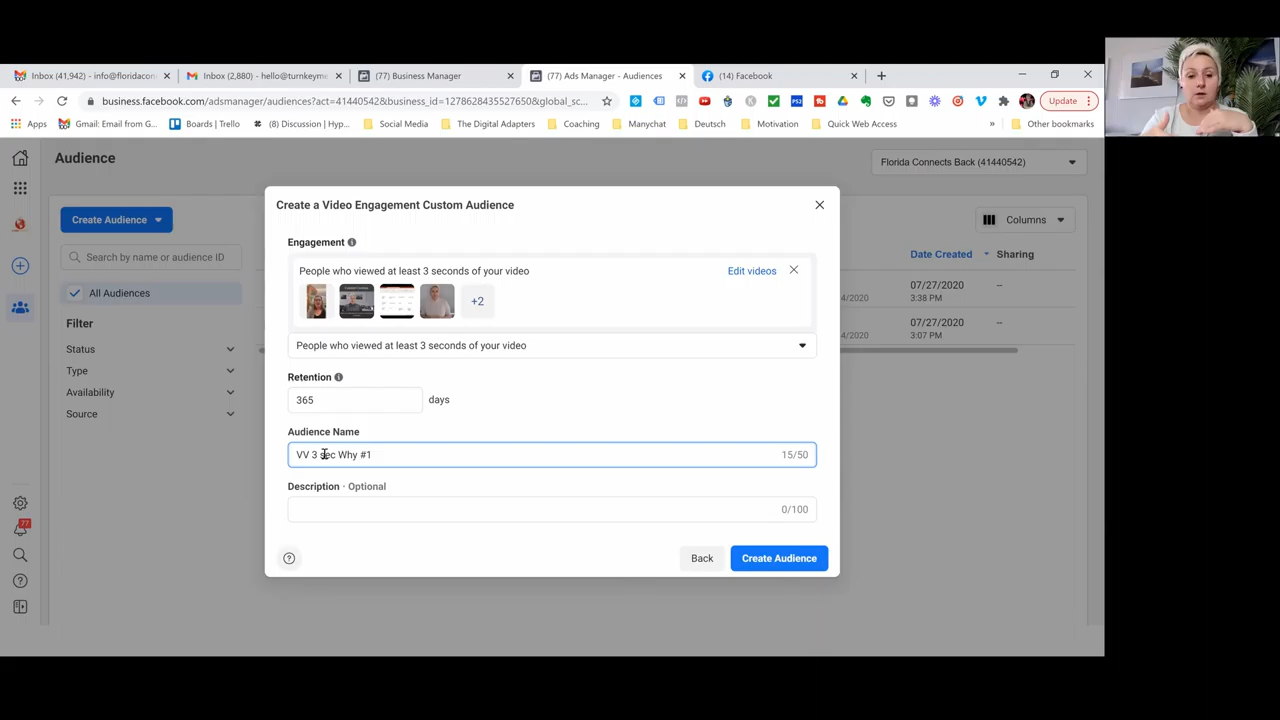 Inbox (41,942) - info@floridacon
Inbox (2,880) - hello@turnkeyme
(77) Business Manager
(77) Ads Manager - Audiences
(14) Facebook
business.facebook.com/adsmanager/audiences?act=41440542&business_id=127862843552765０&global_sc...
Update
Apps
Gmail: Email from G...
Boards | Trello
(8) Discussion | Hyp...
Social Media
The Digital Adapters
Coaching
Manychat
Deutsch
Motivation
Quick Web Access
»
Other bookmarks
Audience
Florida Connects Back (41440542)
Create Audience
Columns
Search by name or audience ID
Date Created
Sharing
All Audiences
07/27/2020
--
4/2020
3:38 PM
Filter
07/27/2020
--
4/2020
3:07 PM
Status
Type
Availability
Source
77
Create a Video Engagement Custom Audience
Engagement
People who viewed at least 3 seconds of your video
Edit videos
+2
People who viewed at least 3 seconds of your video
Retention
365
days
Audience Name
VV 3 sec Why #1
15/50
Description · Optional
0/100
Back
Create Audience